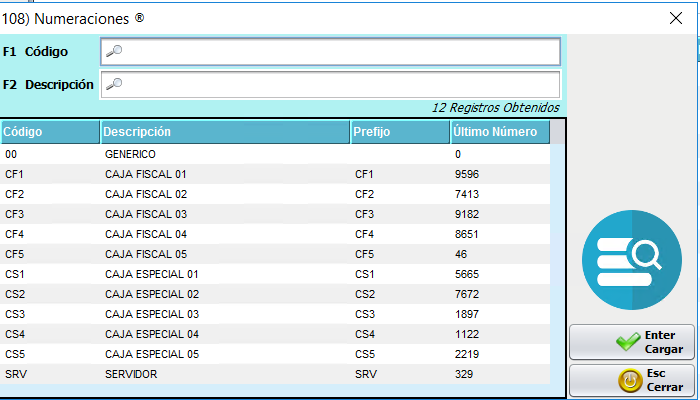 108) Numeraciones ®
F1 Código
F2 Descripción
12 Registros Obtenidos
Código Descripción Prefijo Último Número
00 GENERICO 0
CF1 CAJA FISCAL 01 CF1 9596
CF2 CAJA FISCAL 02 CF2 7413
CF3 CAJA FISCAL 03 CF3 9182
CF4 CAJA FISCAL 04 CF4 8651
CF5 CAJA FISCAL 05 CF5 46
CS1 CAJA ESPECIAL 01 CS1 5665
CS2 CAJA ESPECIAL 02 CS2 7672
CS3 CAJA ESPECIAL 03 CS3 1897
CS4 CAJA ESPECIAL 04 CS4 1122
CS5 CAJA ESPECIAL 05 CS5 2219
SRV SERVIDOR SRV 329
Enter
Cargar
Esc
Cerrar